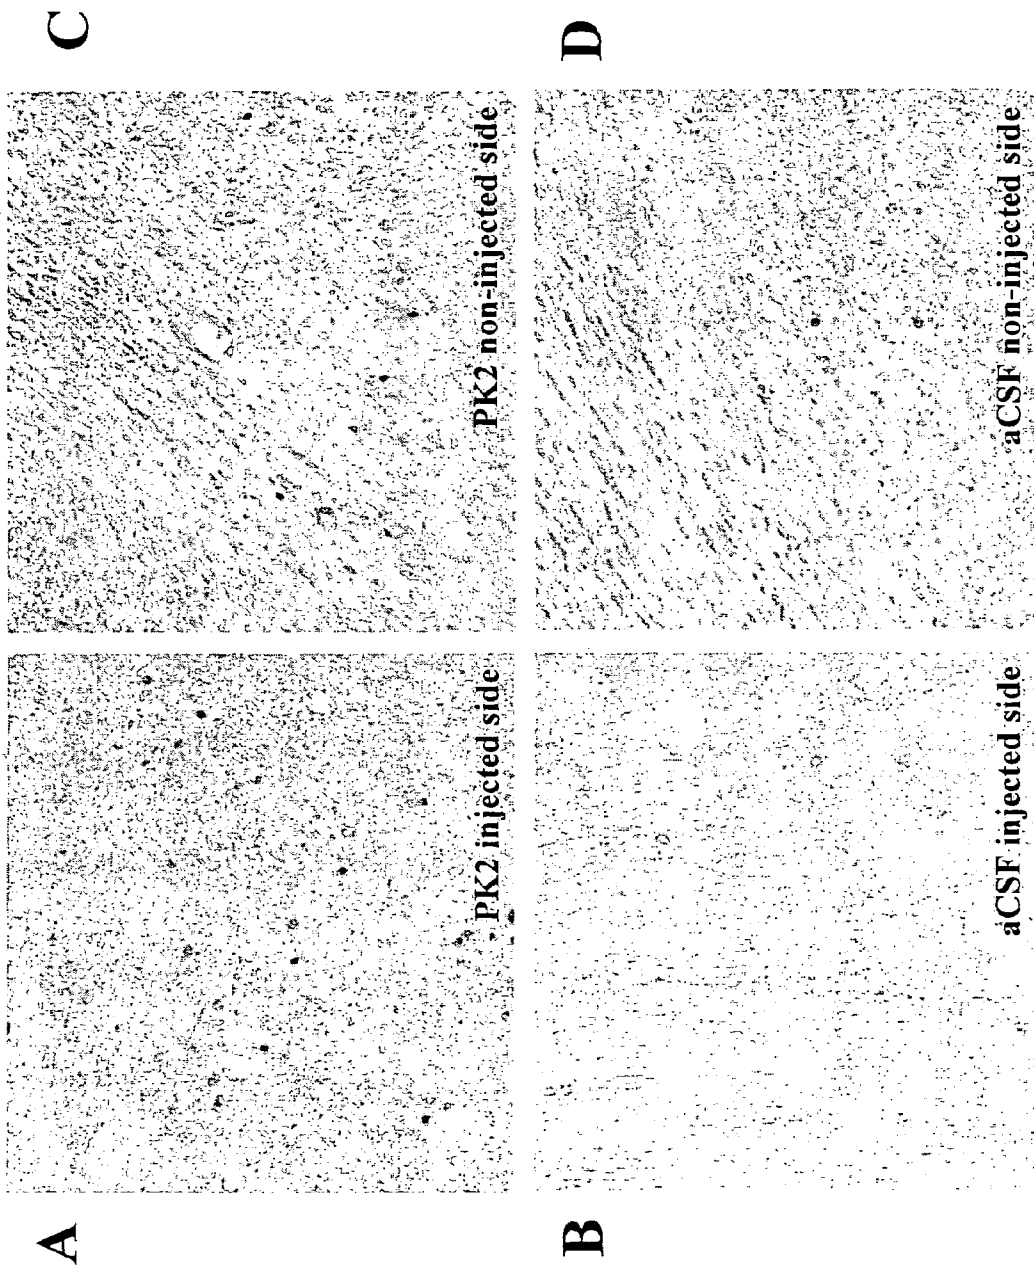 A
PK2 injected side
C
PK2 non-injected side
B
aCSF injected side
D
aCSF non-injected side